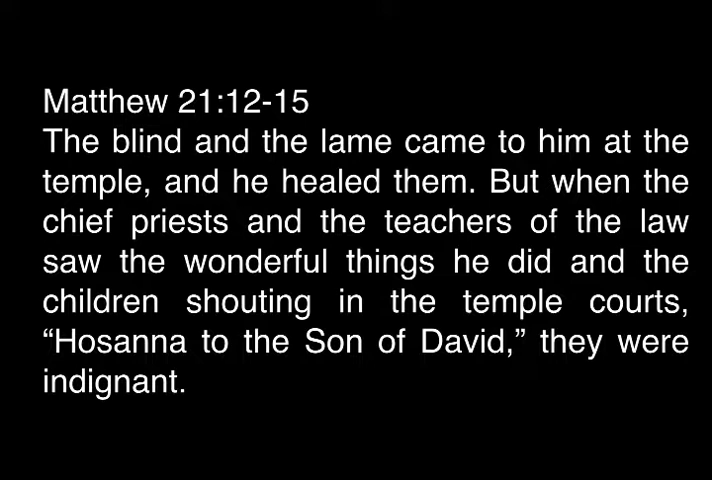 Matthew 21:12-15
The blind and the lame came to him at the
temple, and he healed them. But when the
chief priests and the teachers of the law
saw the wonderful things he did and the
children shouting in the temple courts,
“Hosanna to the Son of David,” they were
indignant.